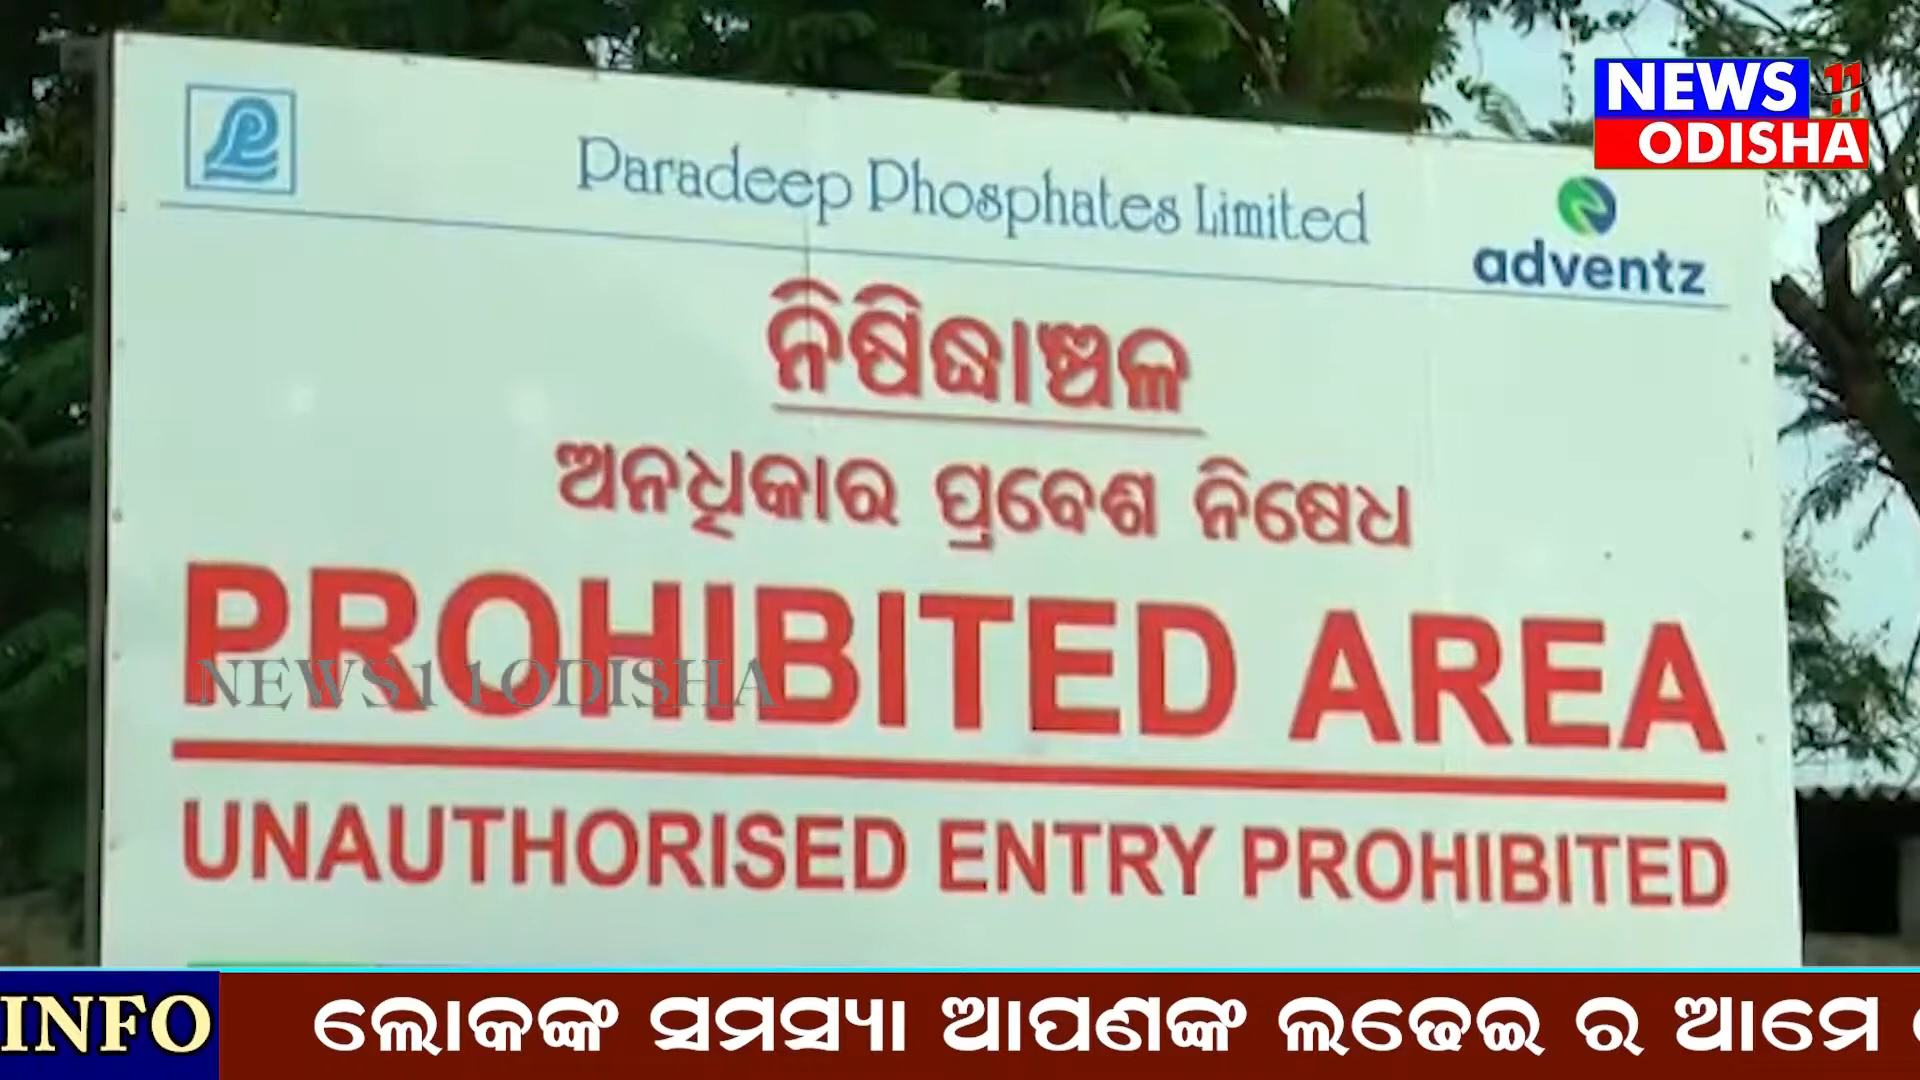 NEWS 11
ODISHA
Paradeep Phosphates Limited
adventz
ନିଷିଦ୍ଧାଞ୍ଚଳ
ଅନଧିକାର ପ୍ରବେଶ ନିଷେଧ
PROHIBITED AREA
NEWS11ODISHA
UNAUTHORISED ENTRY PROHIBITED
INFO ଲୋକଙ୍କ ସମସ୍ୟା ଆପଣଙ୍କ ଲଢେଇ ର ଆମେ